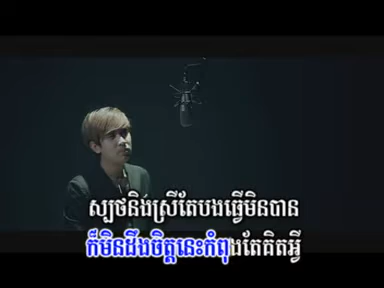 ស្បថនិងស្រីតែបងធ្វើមិនបាន
ក៏មិនដឹងចិត្តនេះកំពុងតែគិតអ្វី